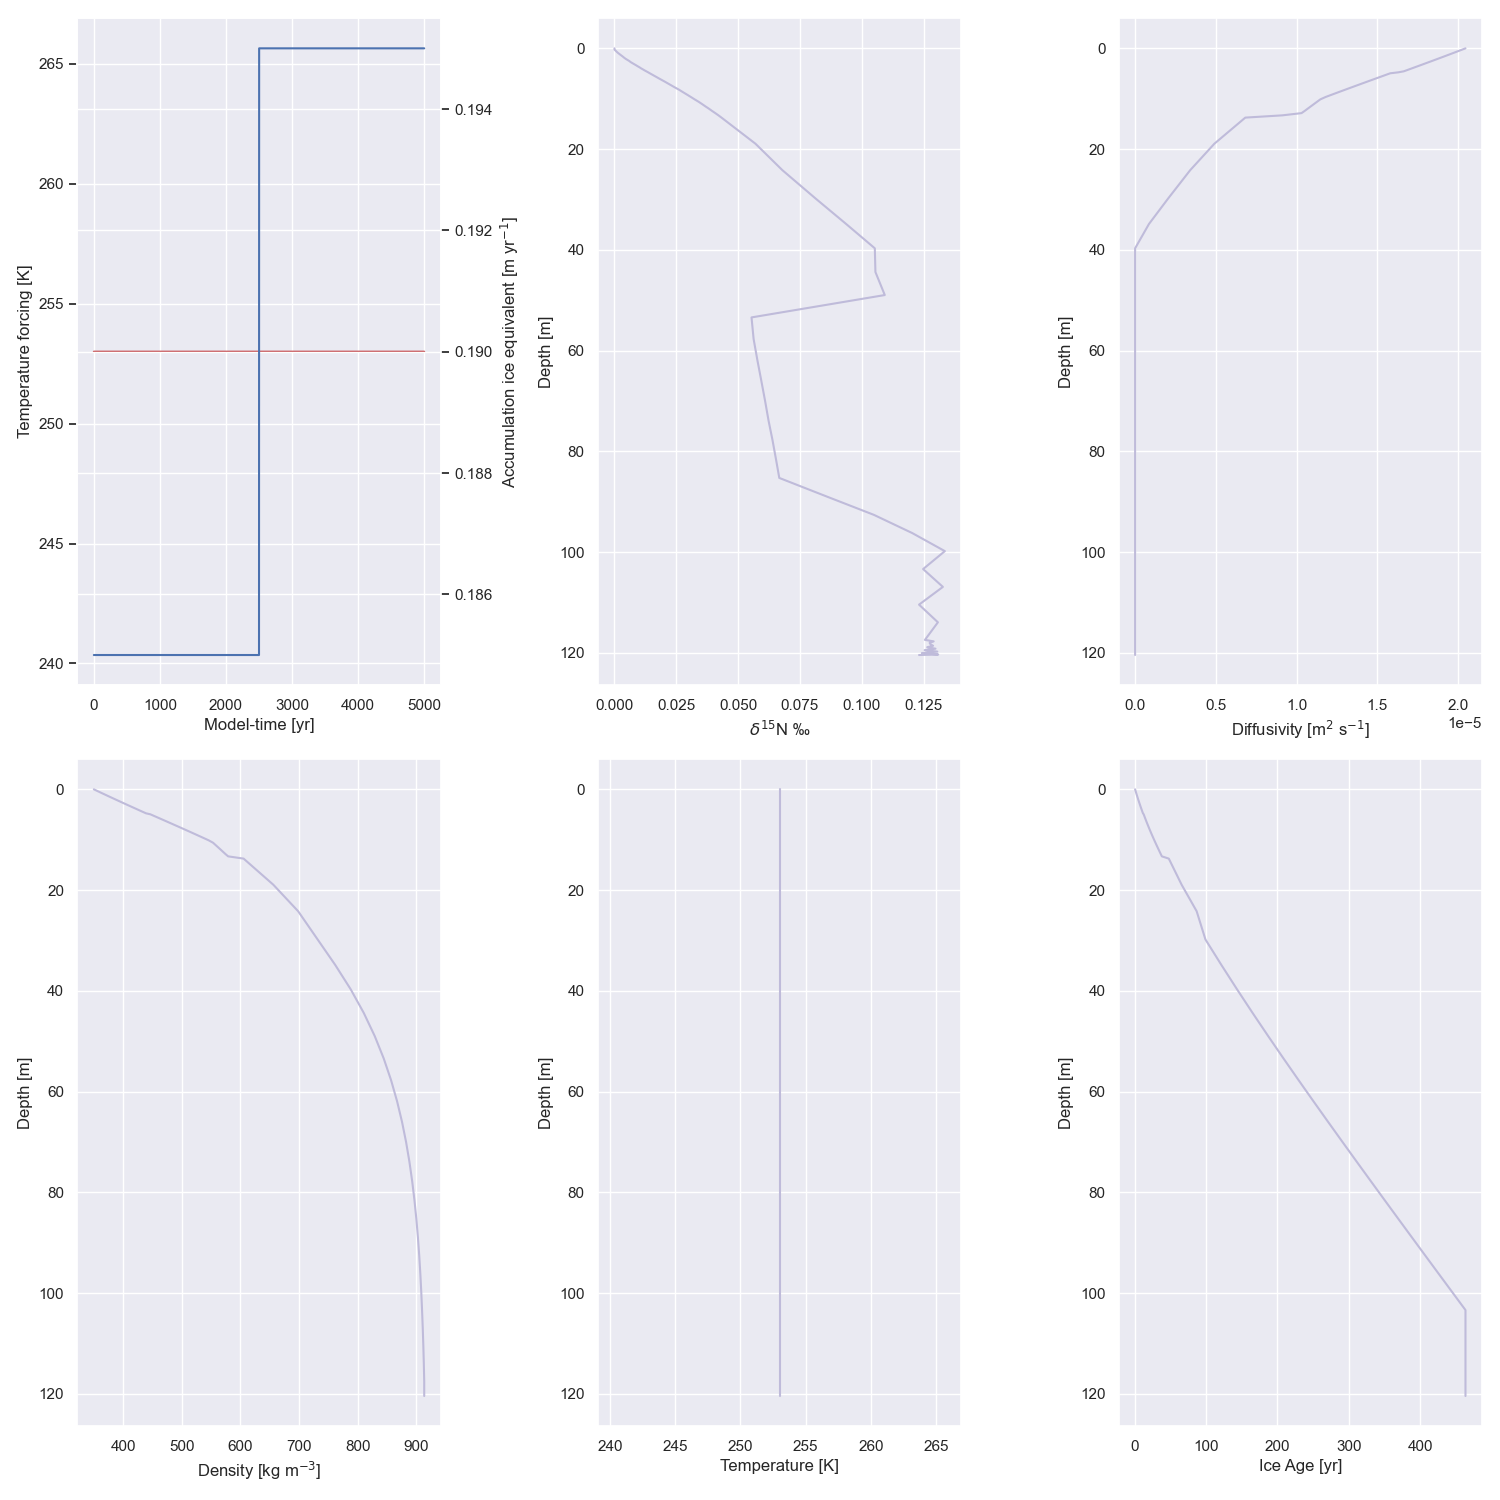 265
260
255
250
245
240
Temperature forcing [K]
0.194
0.192
0.190
0.188
0.186
Accumulation ice equivalent [m yr⁻¹]
0 1000 2000 3000 4000 5000
Model-time [yr]
0
20
40
60
80
100
120
Depth [m]
0.000 0.025 0.050 0.075 0.100 0.125
δ¹⁵N ‰
0
20
40
60
80
100
120
Depth [m]
0.0 0.5 1.0 1.5 2.0
1e−5
Diffusivity [m² s⁻¹]
0
20
40
60
80
100
120
Depth [m]
400 500 600 700 800 900
Density [kg m⁻³]
0
20
40
60
80
100
120
Depth [m]
240 245 250 255 260 265
Temperature [K]
0
20
40
60
80
100
120
Depth [m]
0 100 200 300 400
Ice Age [yr]